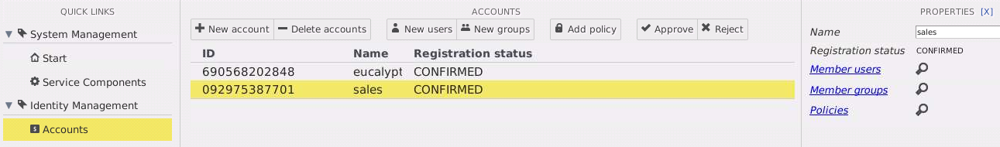 QUICK LINKS
System Management
Start
Service Components
Identity Management
Accounts
ACCOUNTS
New account Delete accounts New users New groups Add policy Approve Reject
ID Name Registration status
690568202848 eucalypt CONFIRMED
092975387701 sales CONFIRMED
PROPERTIES [X]
Name sales
Registration status CONFIRMED
Member users
Member groups
Policies